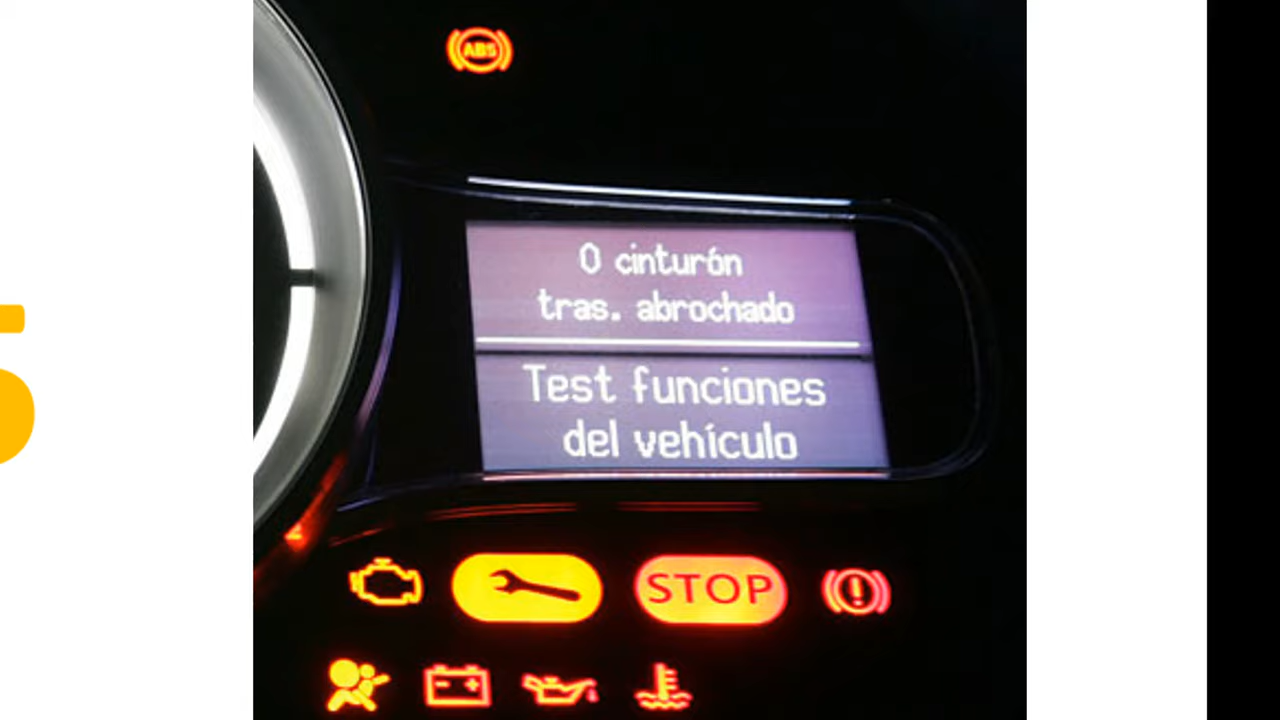 ABS
0 cinturón
tras. abrochado
Test funciones
del vehículo
STOP